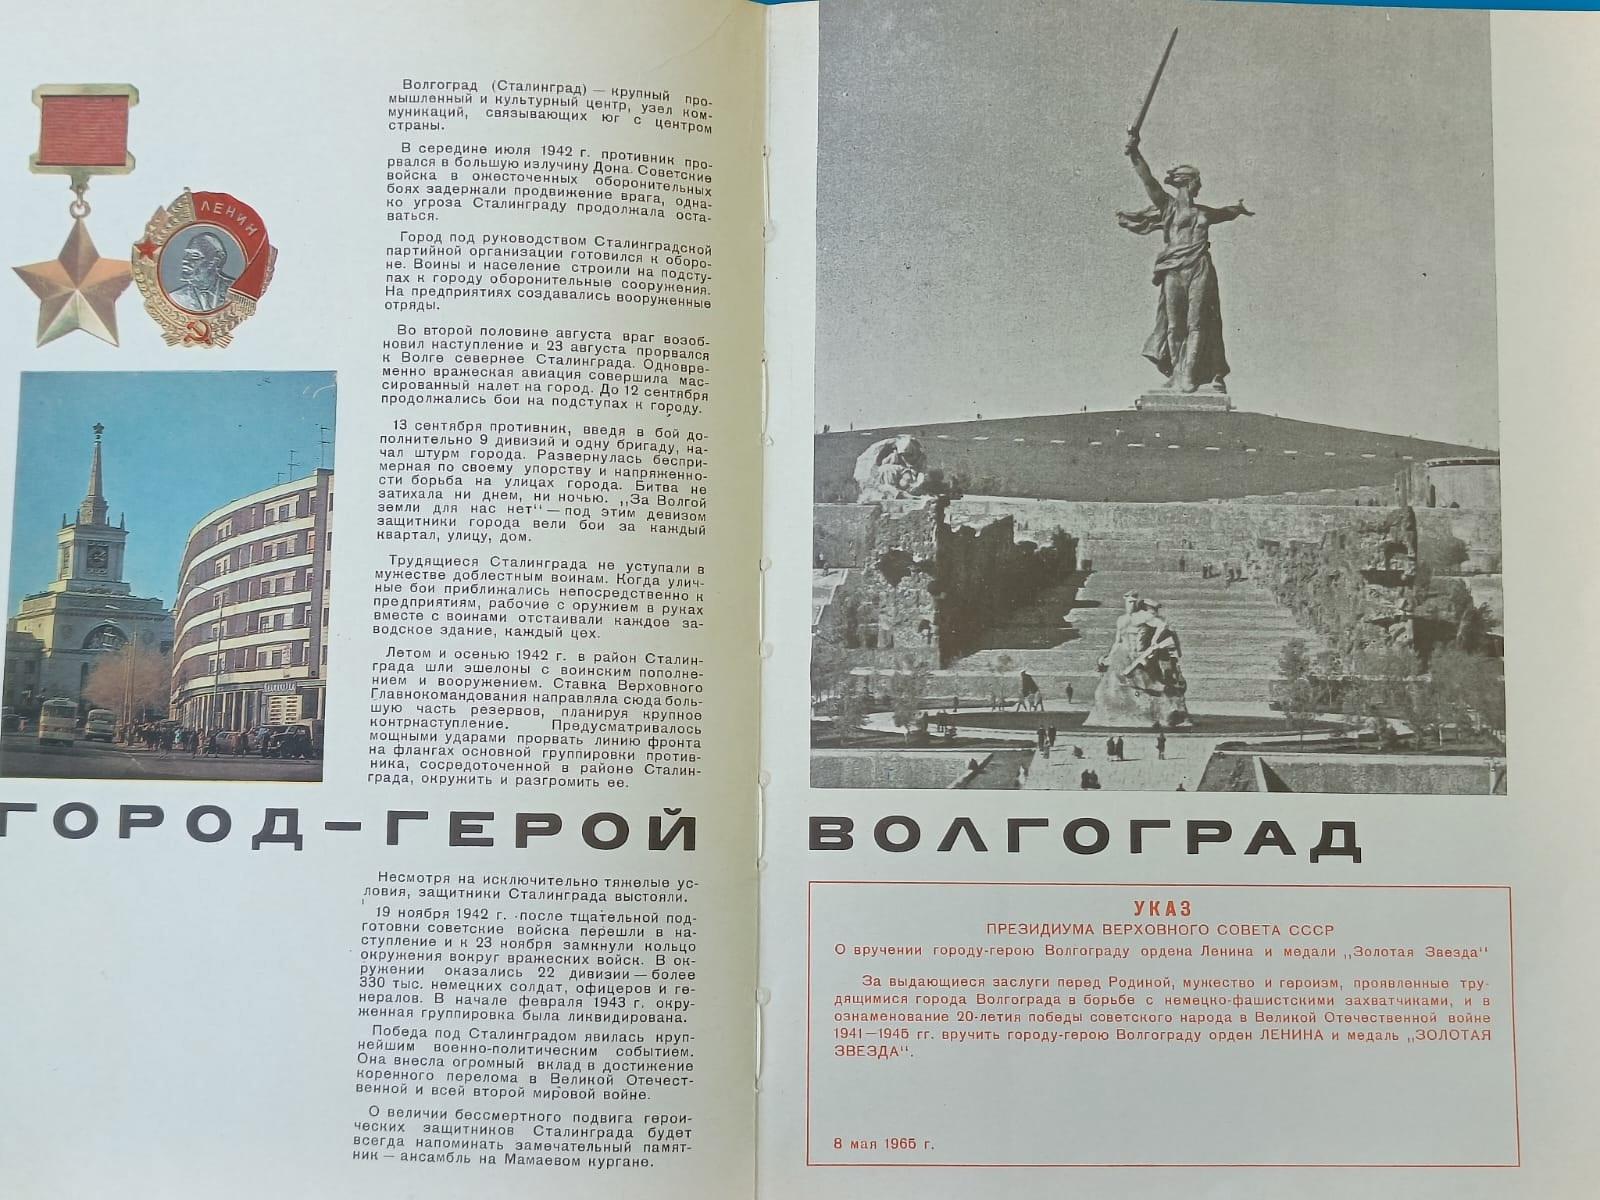 ЛЕНИН
Волгоград (Сталинград) — крупный про-
мышленный и культурный центр, узел ком-
муникаций, связывающих юг с центром
страны.
В середине июля 1942 г. противник про-
рвался в большую излучину Дона. Советские
войска в ожесточенных оборонительных
боях задержали продвижение врага, одна-
ко угроза Сталинграду продолжала оста-
ваться.
Город под руководством Сталинградской
партийной организации готовился к оборо-
не. Воины и население строили на подсту-
пах к городу оборонительные сооружения.
На предприятиях создавались вооруженные
отряды.
Во второй половине августа враг возоб-
новил наступление и 23 августа прорвался
к Волге севернее Сталинграда. Одновре-
менно вражеская авиация совершила мас-
сированный налет на город. До 12 сентября
продолжались бои на подступах к городу.
13 сентября противник, введя в бой до-
полнительно 9 дивизий и одну бригаду, на-
чал штурм города. Развернулась беспри-
мерная по своему упорству и напряженно-
сти борьба на улицах города. Битва не
затихала ни днем, ни ночью. „За Волгой
земли для нас нет“ — под этим девизом
защитники города вели бои за каждый
квартал, улицу, дом.
Трудящиеся Сталинграда не уступали в
мужестве доблестным воинам. Когда улич-
ные бои приближались непосредственно к
предприятиям, рабочие с оружием в руках
вместе с воинами отстаивали каждое за-
водское здание, каждый цех.
Летом и осенью 1942 г. в район Сталин-
града шли эшелоны с воинским пополне-
нием и вооружением. Ставка Верховного
Главнокомандования направляла сюда боль-
шую часть резервов, планируя крупное
контрнаступление. Предусматривалось
мощными ударами прорвать линию фронта
на флангах основной группировки против-
ника, сосредоточенной в районе Сталин-
града, окружить и разгромить ее.
ГОРОД-ГЕРОЙ ВОЛГОГРАД
Несмотря на исключительно тяжелые ус-
ловия, защитники Сталинграда выстояли.
19 ноября 1942 г. после тщательной под-
готовки советские войска перешли в на-
ступление и к 23 ноября замкнули кольцо
окружения вокруг вражеских войск. В ок-
ружении оказались 22 дивизии — более
330 тыс. немецких солдат, офицеров и ге-
нералов. В начале февраля 1943 г. окру-
женная группировка была ликвидирована.
Победа под Сталинградом явилась круп-
нейшим военно-политическим событием.
Она внесла огромный вклад в достижение
коренного перелома в Великой Отечест-
венной и всей второй мировой войне.
О величии бессмертного подвига герои-
ческих защитников Сталинграда будет
всегда напоминать замечательный памят-
ник — ансамбль на Мамаевом кургане.
УКАЗ
ПРЕЗИДИУМА ВЕРХОВНОГО СОВЕТА СССР
О вручении городу-герою Волгограду ордена Ленина и медали „Золотая Звезда“
За выдающиеся заслуги перед Родиной, мужество и героизм, проявленные тру-
дящимися города Волгограда в борьбе с немецко-фашистскими захватчиками, и в
ознаменование 20-летия победы советского народа в Великой Отечественной войне
1941—1945 гг. вручить городу-герою Волгограду орден ЛЕНИНА и медаль „ЗОЛОТАЯ
ЗВЕЗДА“.
8 мая 1965 г.